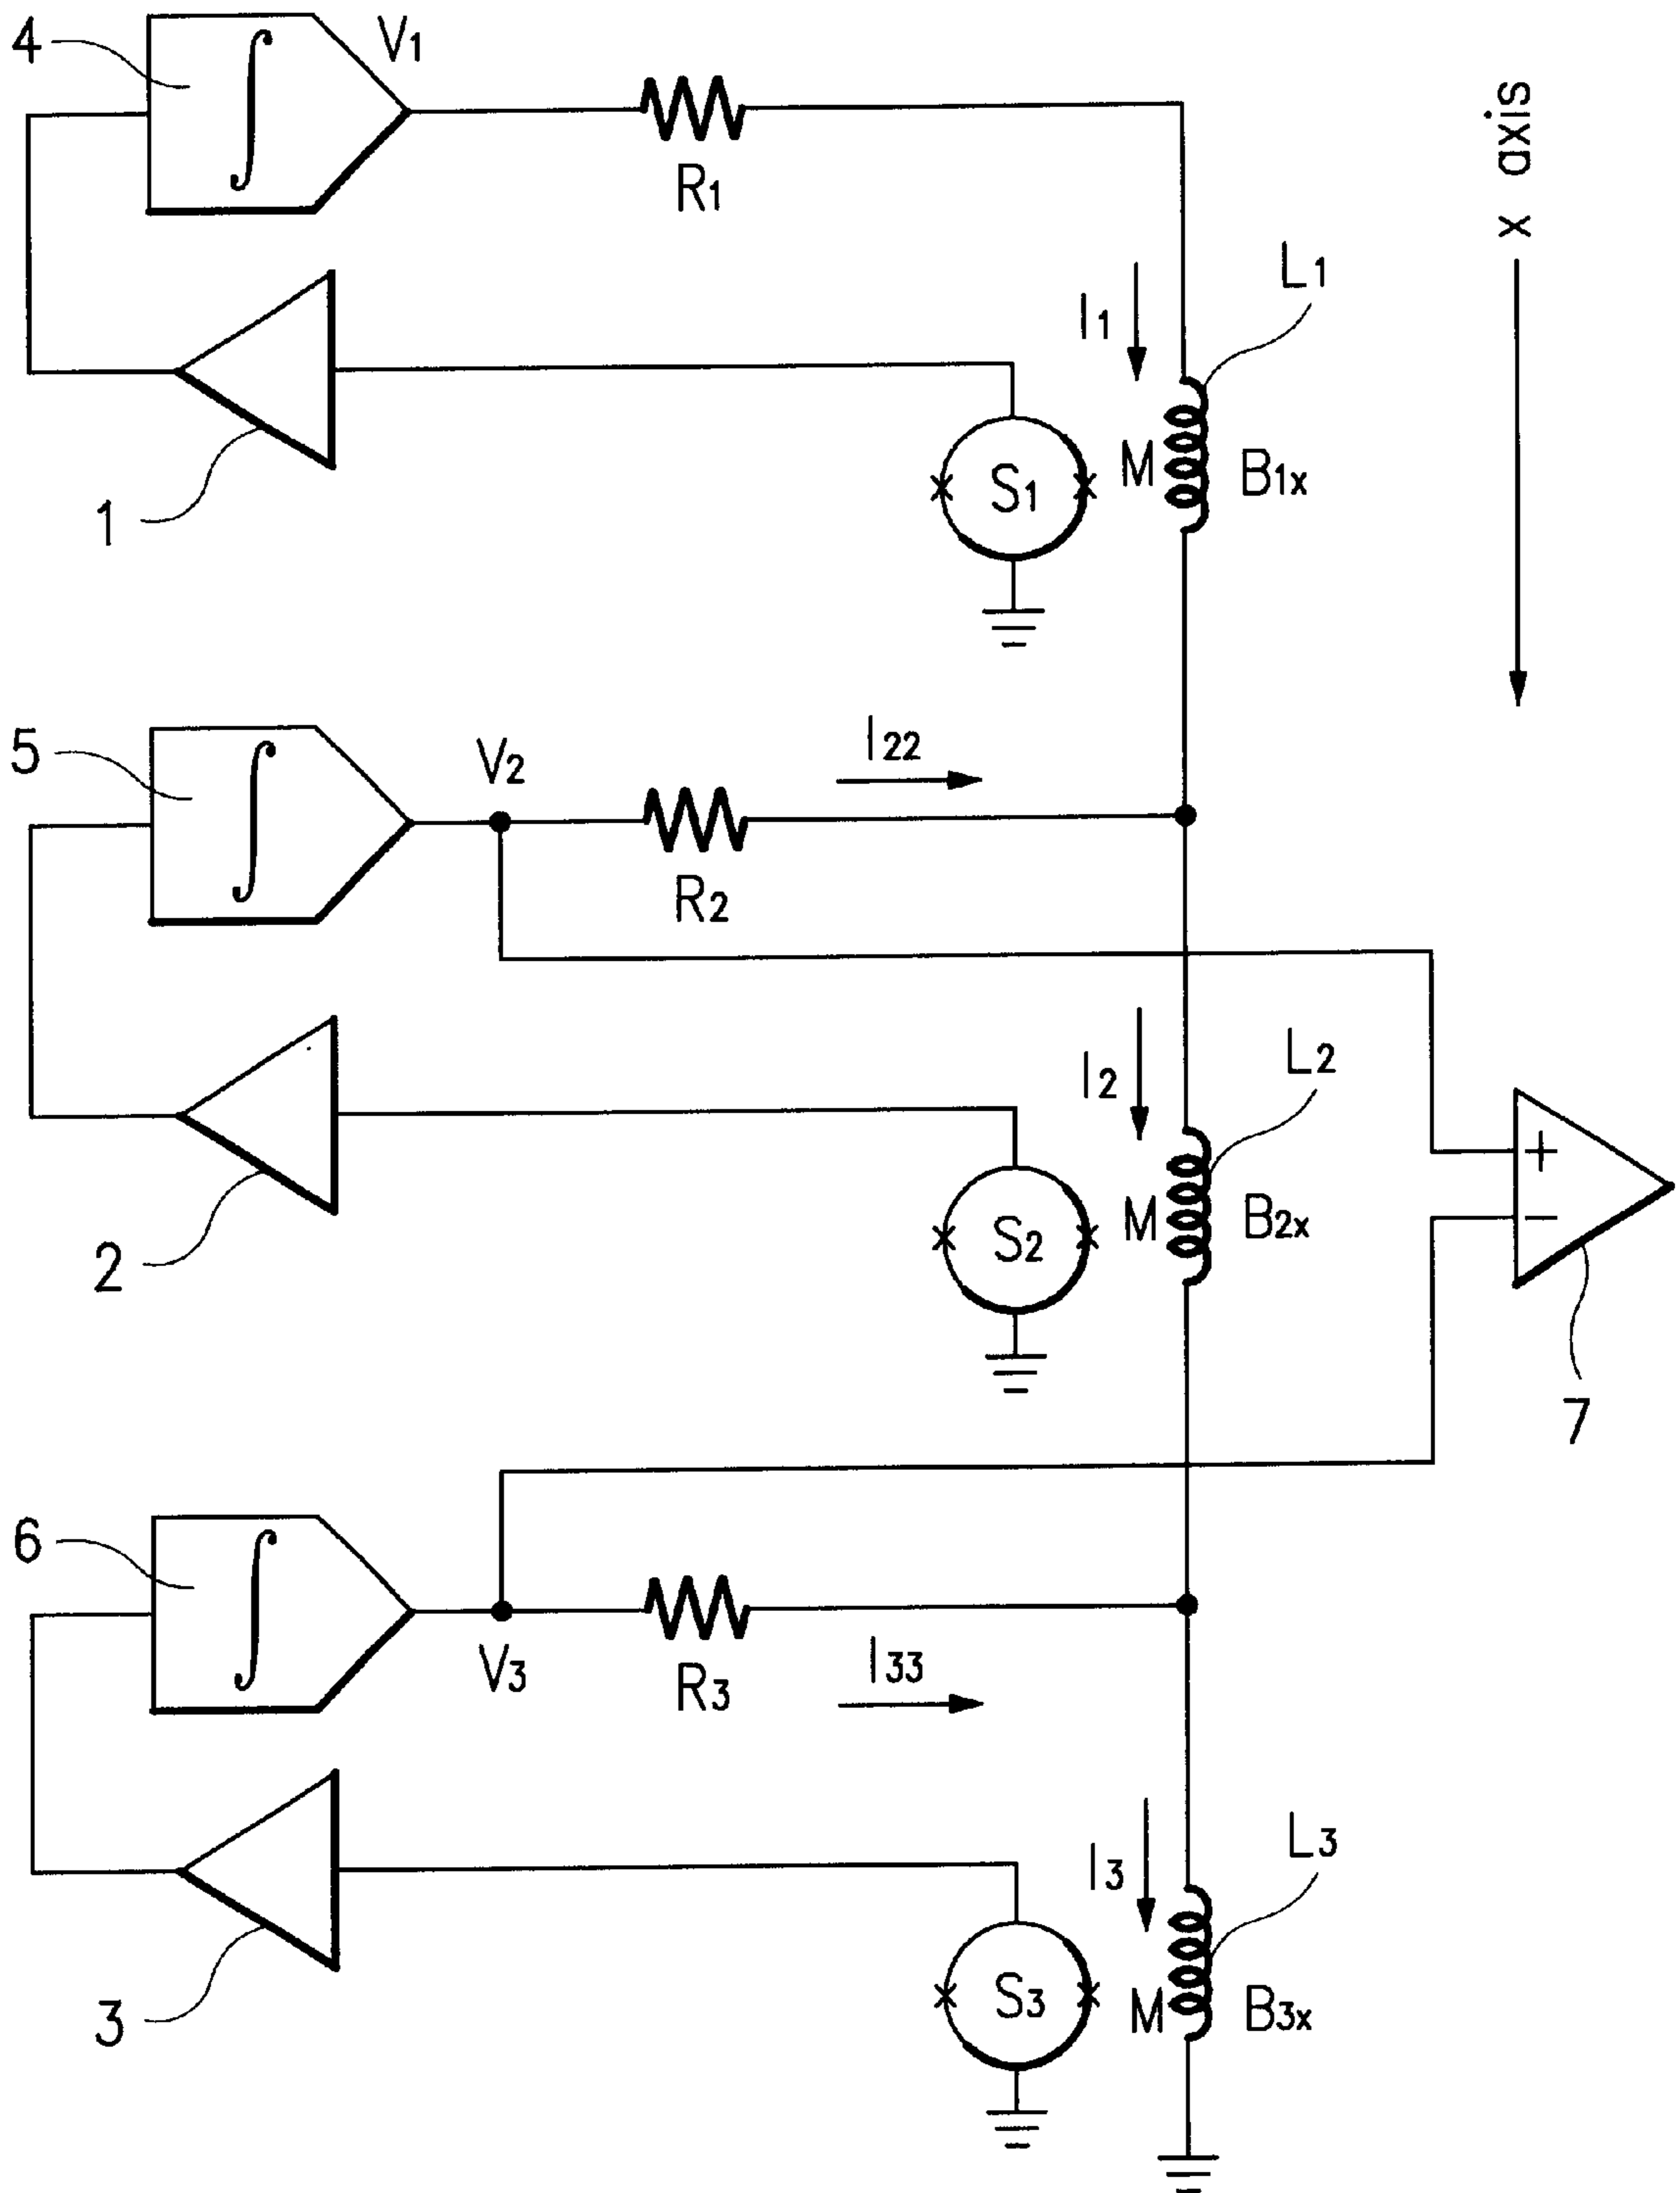 4
∫
V1
R1
x axis
L1
I1
1
S1
M
B1x
5
∫
V2
I22
R2
L2
I2
2
S2
M
B2x
+
−
7
6
∫
V3
R3
I33
L3
I3
3
S3
M
B3x